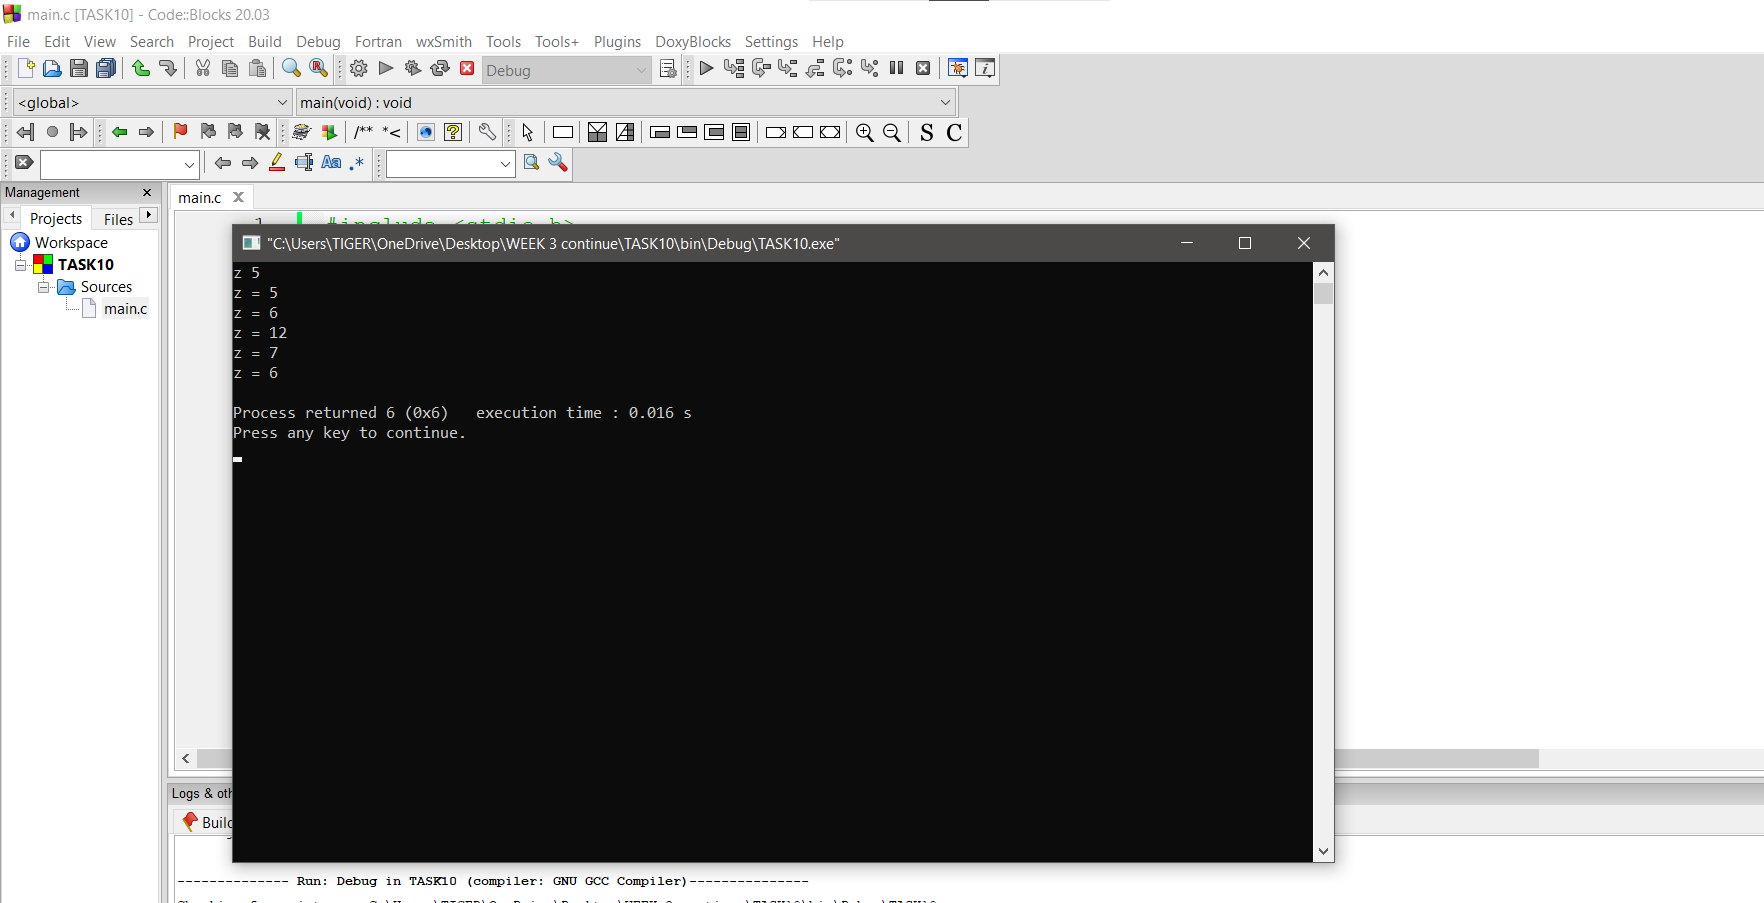 main.c [TASK10] - Code::Blocks 20.03
File Edit View Search Project Build Debug Fortran wxSmith Tools Tools+ Plugins DoxyBlocks Settings Help
Debug
<global> main(void) : void
/** *<
S C
Aa .*
Management
main.c
Projects Files
1 #include <stdio.h>
Workspace
TASK10
Sources
main.c
"C:\Users\TIGER\OneDrive\Desktop\WEEK 3 continue\TASK10\bin\Debug\TASK10.exe"
z 5
z = 5
z = 6
z = 12
z = 7
z = 6
Process returned 6 (0x6) execution time : 0.016 s
Press any key to continue.
Logs & oth
Build
-------------- Run: Debug in TASK10 (compiler: GNU GCC Compiler)---------------